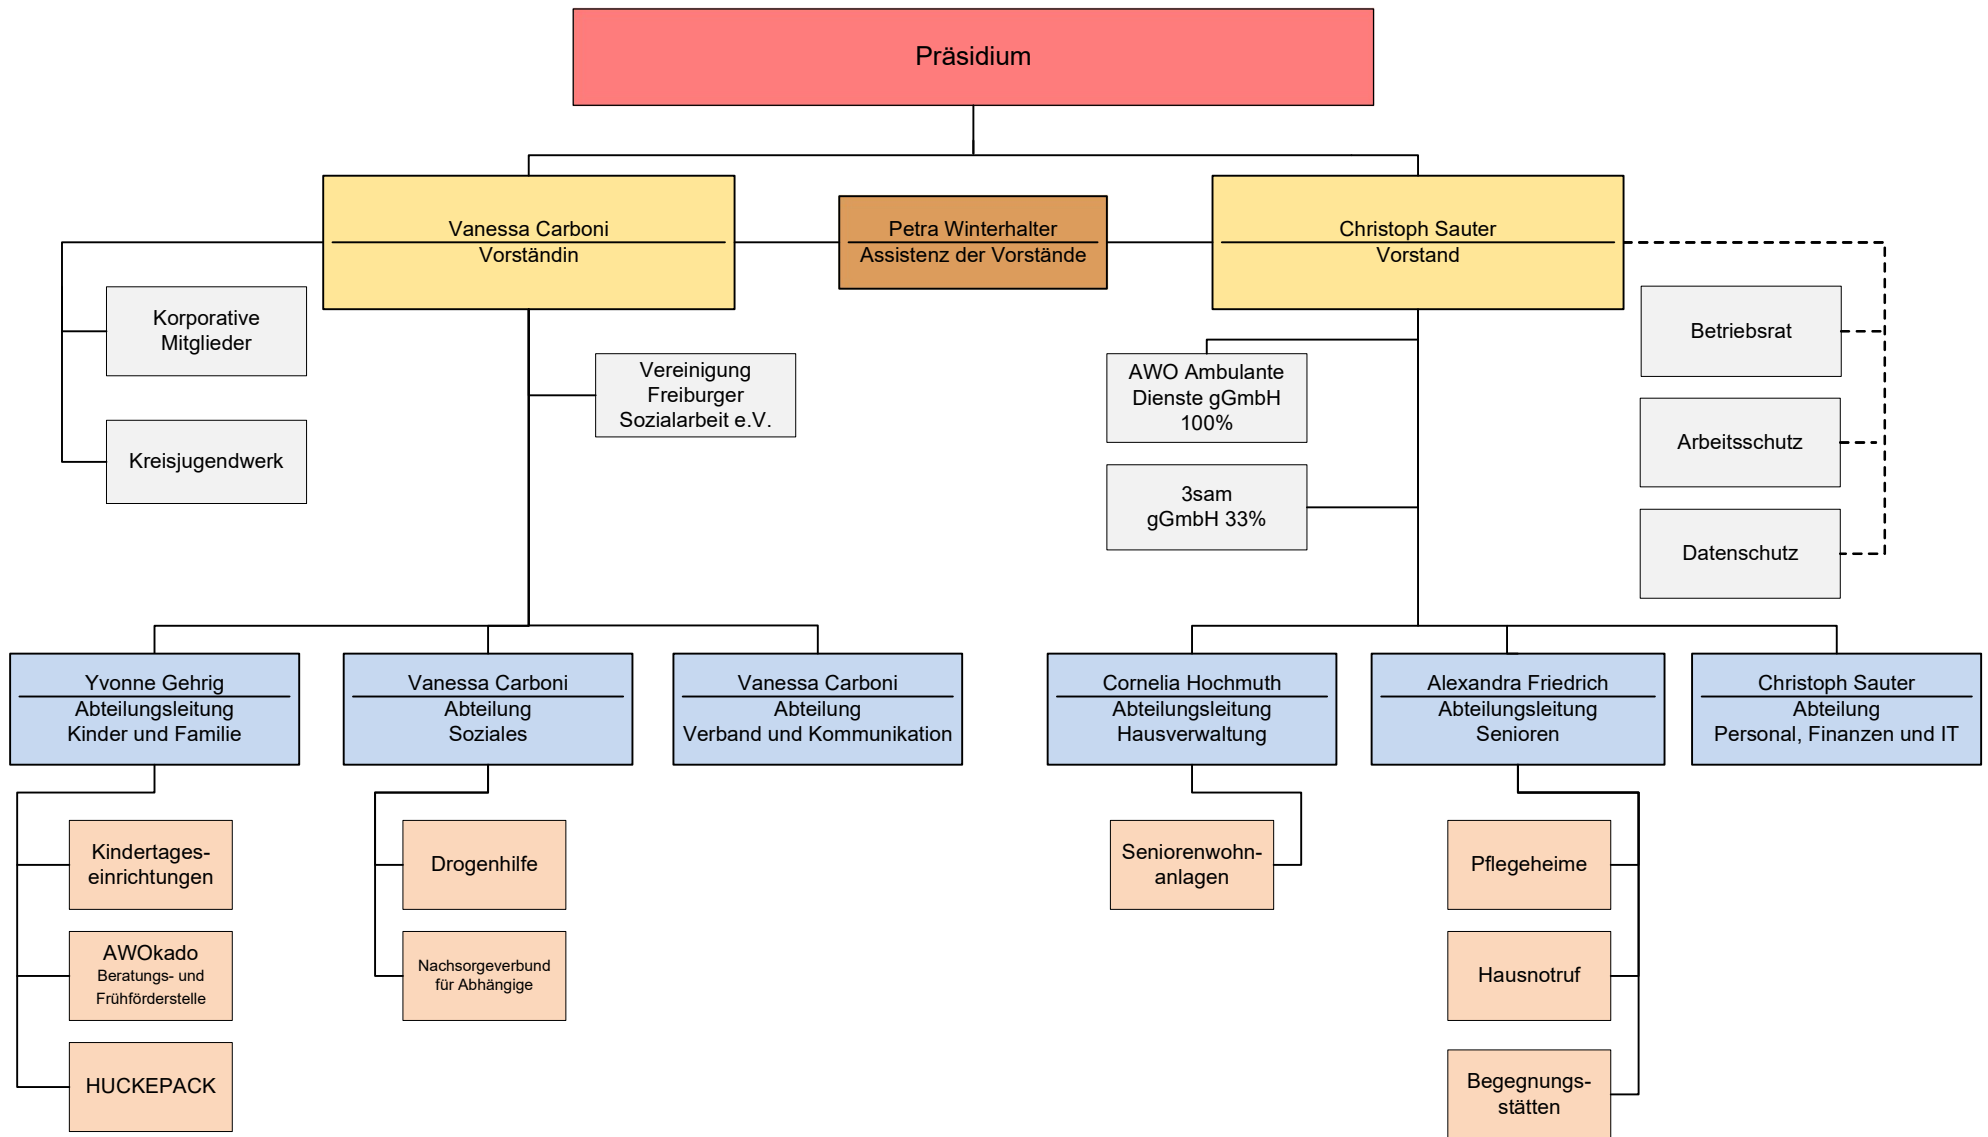 Präsidium
Vanessa Carboni
Vorständin
Petra Winterhalter
Assistenz der Vorstände
Christoph Sauter
Vorstand
Korporative
Mitglieder
Kreisjugendwerk
Vereinigung
Freiburger
Sozialarbeit e.V.
AWO Ambulante
Dienste gGmbH
100%
3sam
gGmbH 33%
Betriebsrat
Arbeitsschutz
Datenschutz
Yvonne Gehrig
Abteilungsleitung
Kinder und Familie
Vanessa Carboni
Abteilung
Soziales
Vanessa Carboni
Abteilung
Verband und Kommunikation
Cornelia Hochmuth
Abteilungsleitung
Hausverwaltung
Alexandra Friedrich
Abteilungsleitung
Senioren
Christoph Sauter
Abteilung
Personal, Finanzen und IT
Kindertages-
einrichtungen
AWOkado
Beratungs- und
Frühförderstelle
HUCKEPACK
Drogenhilfe
Nachsorgeverbund
für Abhängige
Seniorenwohn-
anlagen
Pflegeheime
Hausnotruf
Begegnungs-
stätten